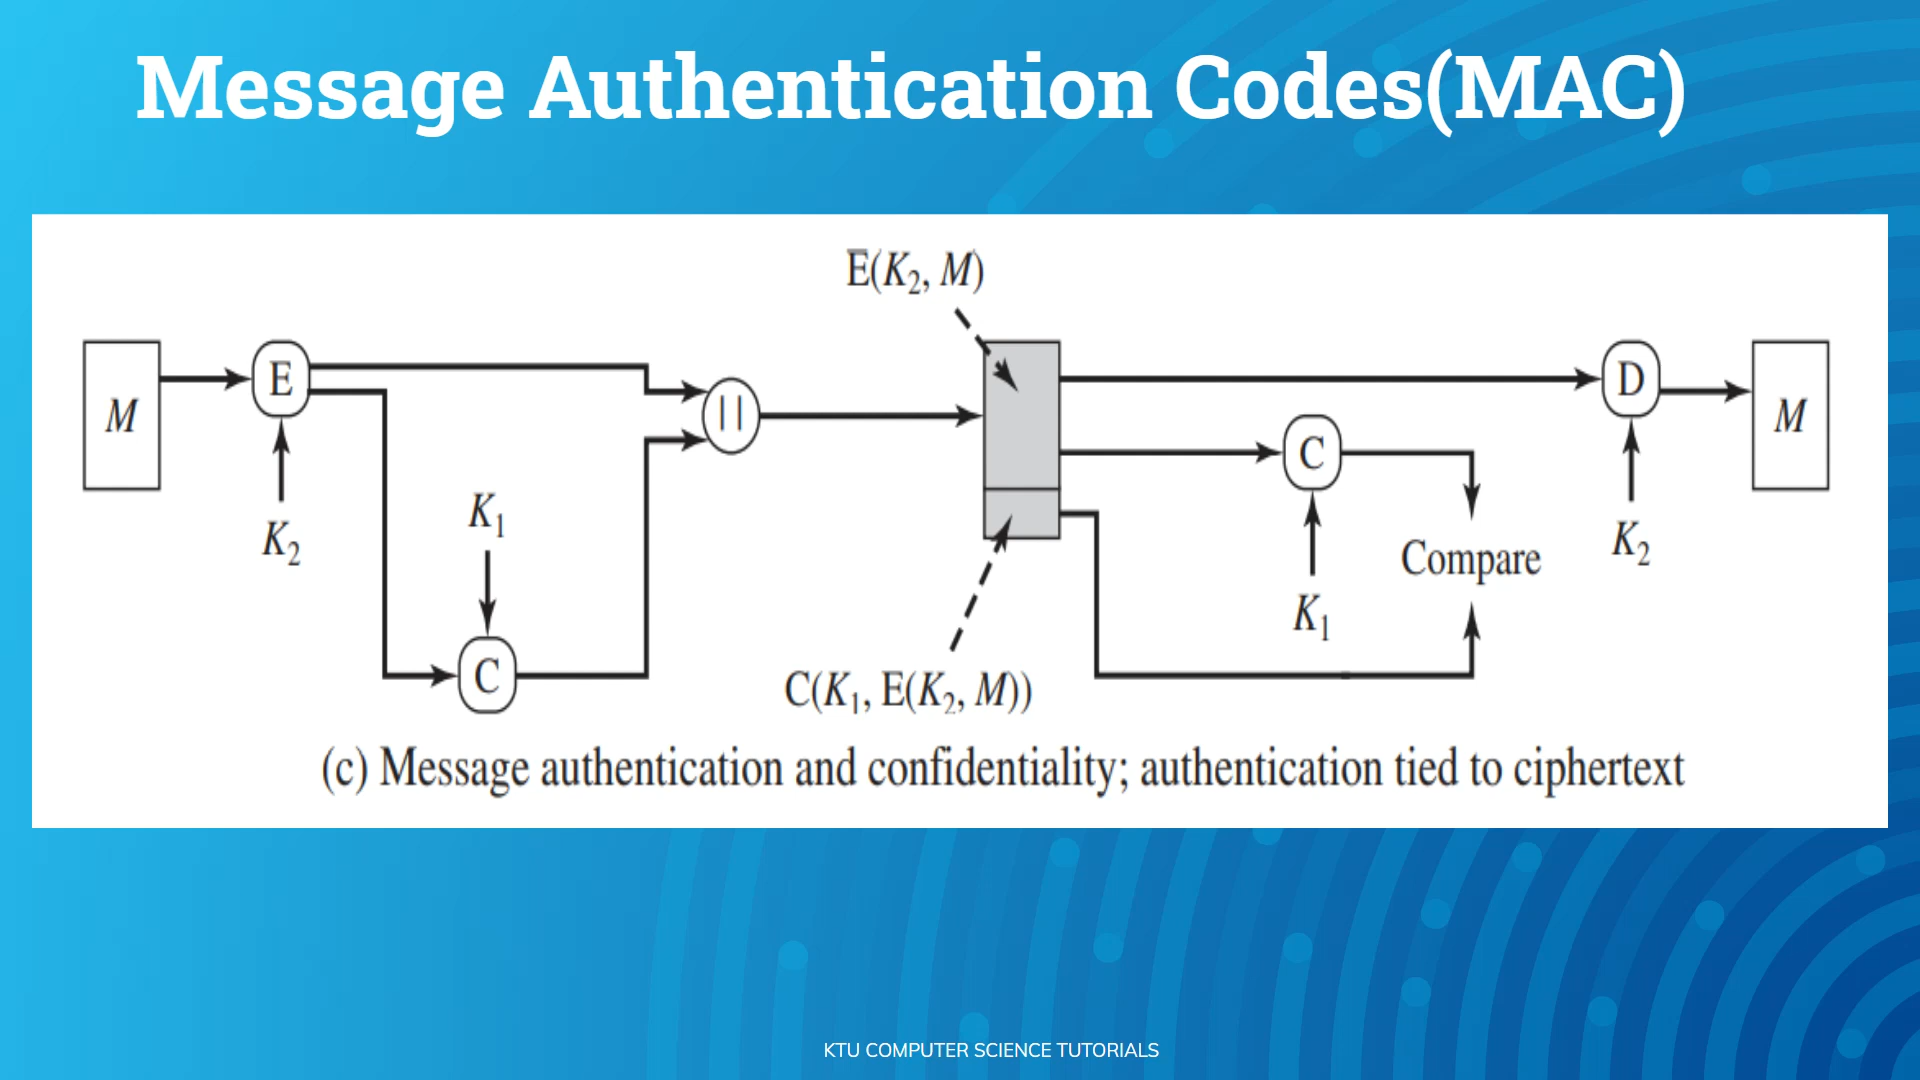 Message Authentication Codes(MAC)
E(K₂, M)
M
E
K₂
K₁
C
||
C(K₁, E(K₂, M))
C
K₁
Compare
D
K₂
M
(c) Message authentication and confidentiality; authentication tied to ciphertext
KTU COMPUTER SCIENCE TUTORIALS